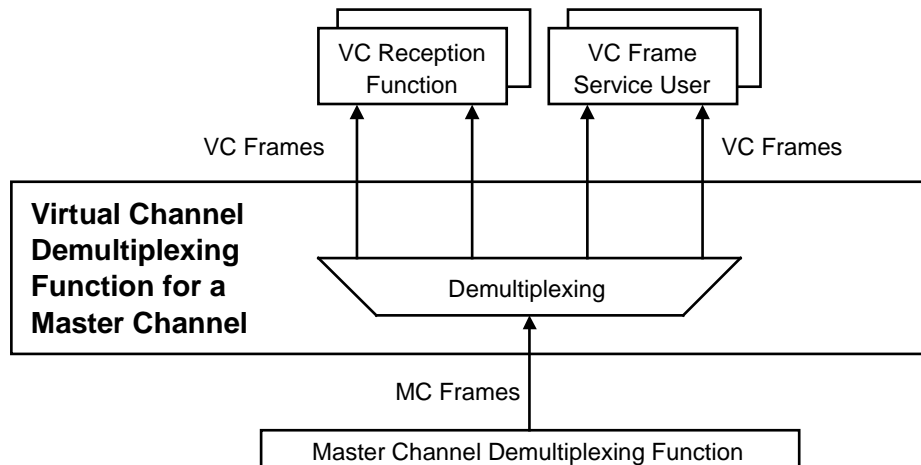 VC Reception
Function
VC Frame
Service User
VC Frames
VC Frames
Virtual Channel
Demultiplexing
Function for a
Master Channel
Demultiplexing
MC Frames
Master Channel Demultiplexing Function